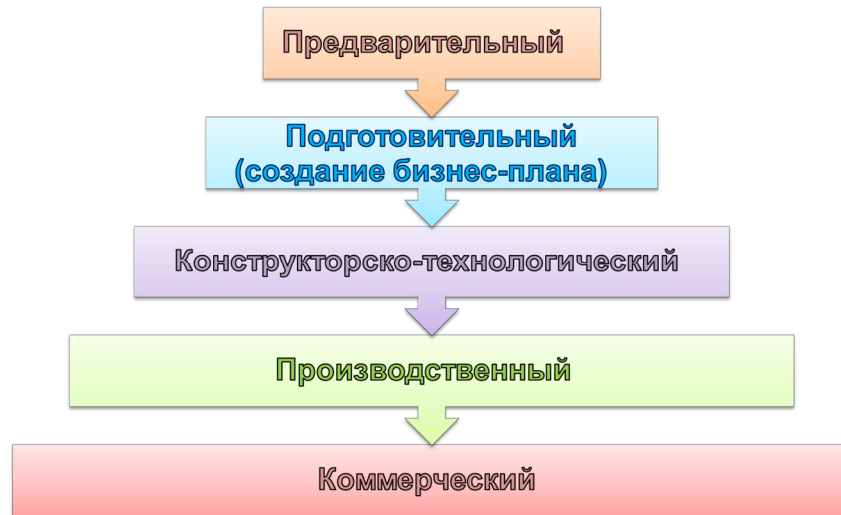 Предварительный
Подготовительный
(создание бизнес-плана)
Конструкторско-технологический
Производственный
Коммерческий